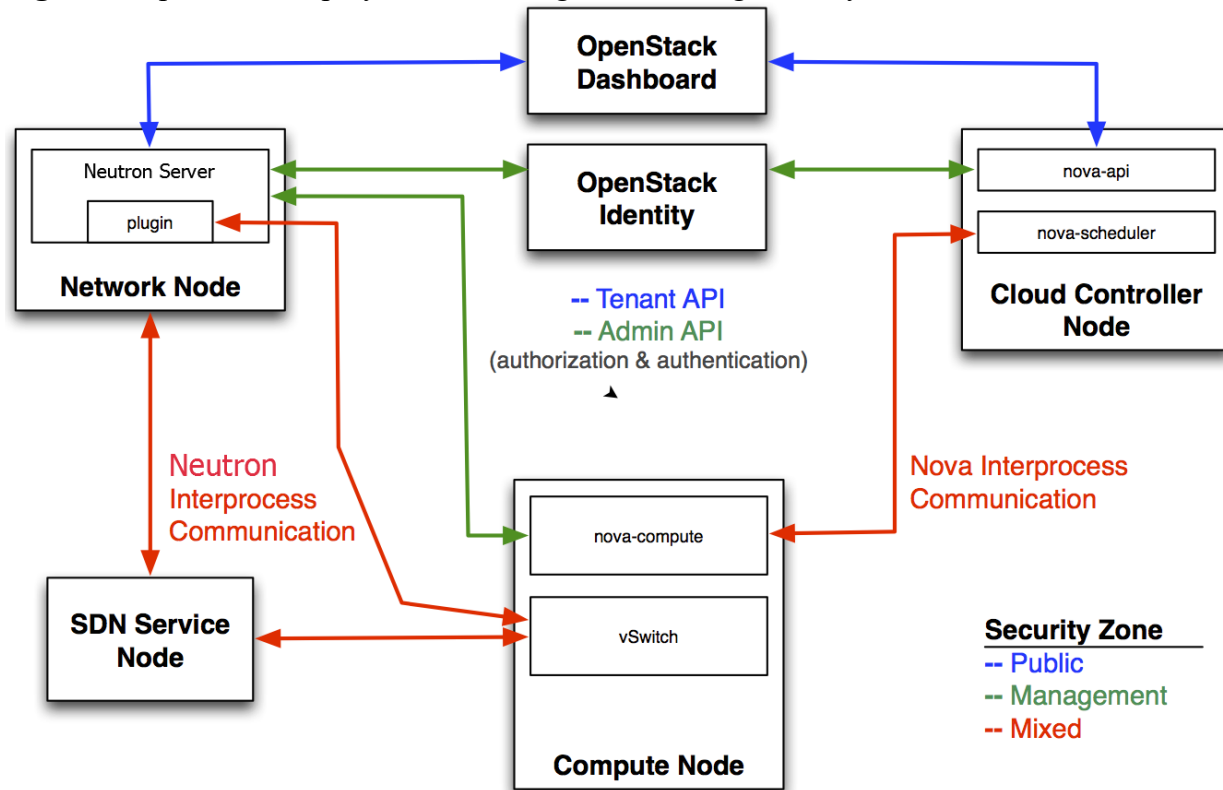 OpenStack
Dashboard
Neutron Server
plugin
Network Node
OpenStack
Identity
nova-api
nova-scheduler
Cloud Controller
Node
-- Tenant API
-- Admin API
(authorization & authentication)
Neutron
Interprocess
Communication
Nova Interprocess
Communication
SDN Service
Node
nova-compute
vSwitch
Compute Node
Security Zone
-- Public
-- Management
-- Mixed